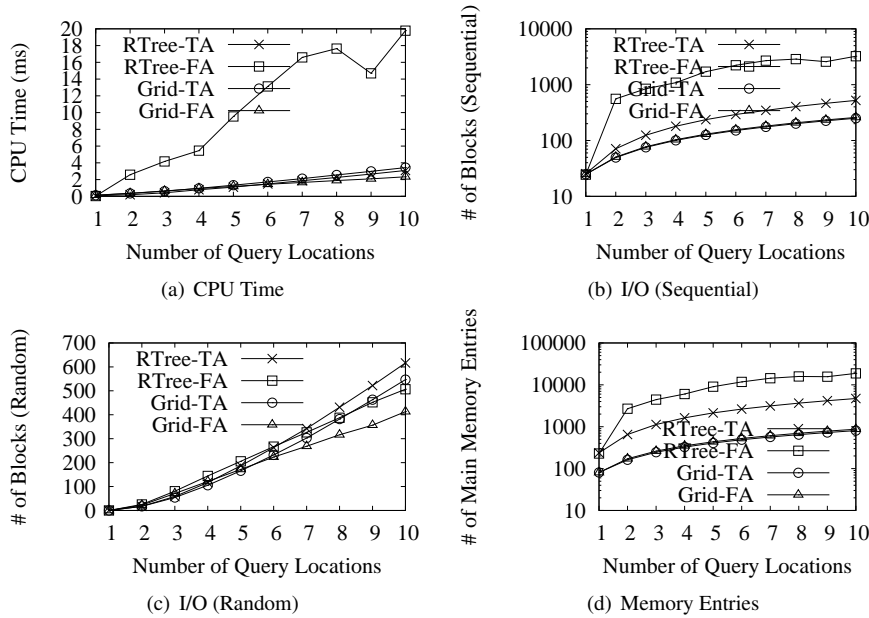 CPU Time (ms)
20
18
16
14
12
10
8
6
4
2
0
RTree-TA
RTree-FA
Grid-TA
Grid-FA
1 2 3 4 5 6 7 8 9 10
Number of Query Locations
(a) CPU Time
# of Blocks (Sequential)
10000
1000
100
10
RTree-TA
RTree-FA
Grid-TA
Grid-FA
1 2 3 4 5 6 7 8 9 10
Number of Query Locations
(b) I/O (Sequential)
# of Blocks (Random)
700
600
500
400
300
200
100
0
RTree-TA
RTree-FA
Grid-TA
Grid-FA
1 2 3 4 5 6 7 8 9 10
Number of Query Locations
(c) I/O (Random)
# of Main Memory Entries
100000
10000
1000
100
10
RTree-TA
RTree-FA
Grid-TA
Grid-FA
1 2 3 4 5 6 7 8 9 10
Number of Query Locations
(d) Memory Entries